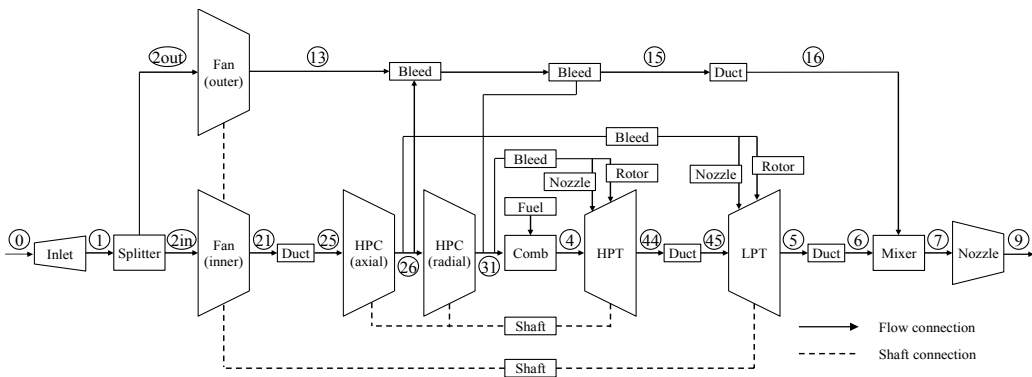 2out
13
15
16
Fan
(outer)
Bleed
Bleed
Duct
Bleed
Bleed
Nozzle
Rotor
Nozzle
Rotor
Fuel
0
1
2in
21
25
26
31
4
44
45
5
6
7
9
Inlet
Splitter
Fan
(inner)
Duct
HPC
(axial)
HPC
(radial)
Comb
HPT
Duct
LPT
Duct
Mixer
Nozzle
Shaft
Shaft
Flow connection
Shaft connection